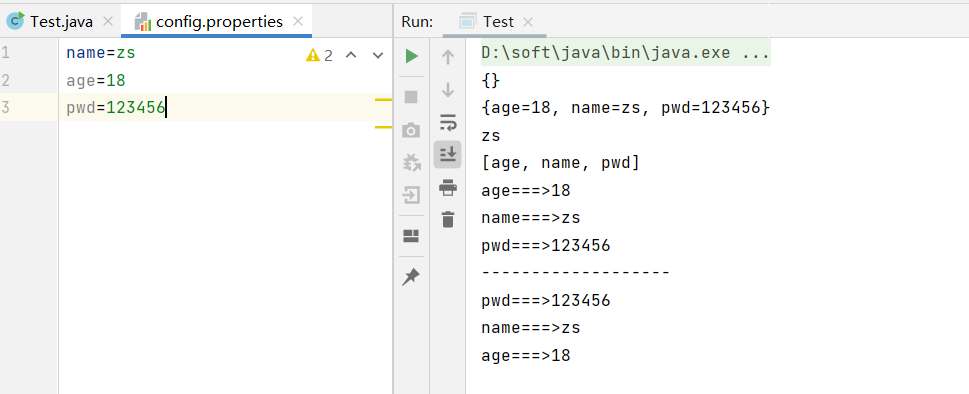 Test.java
config.properties
Run:
Test
1 name=zs
2
2 age=18
3 pwd=123456
D:\soft\java\bin\java.exe ...
{}
{age=18, name=zs, pwd=123456}
zs
[age, name, pwd]
age===>18
name===>zs
pwd===>123456
-------------------
pwd===>123456
name===>zs
age===>18